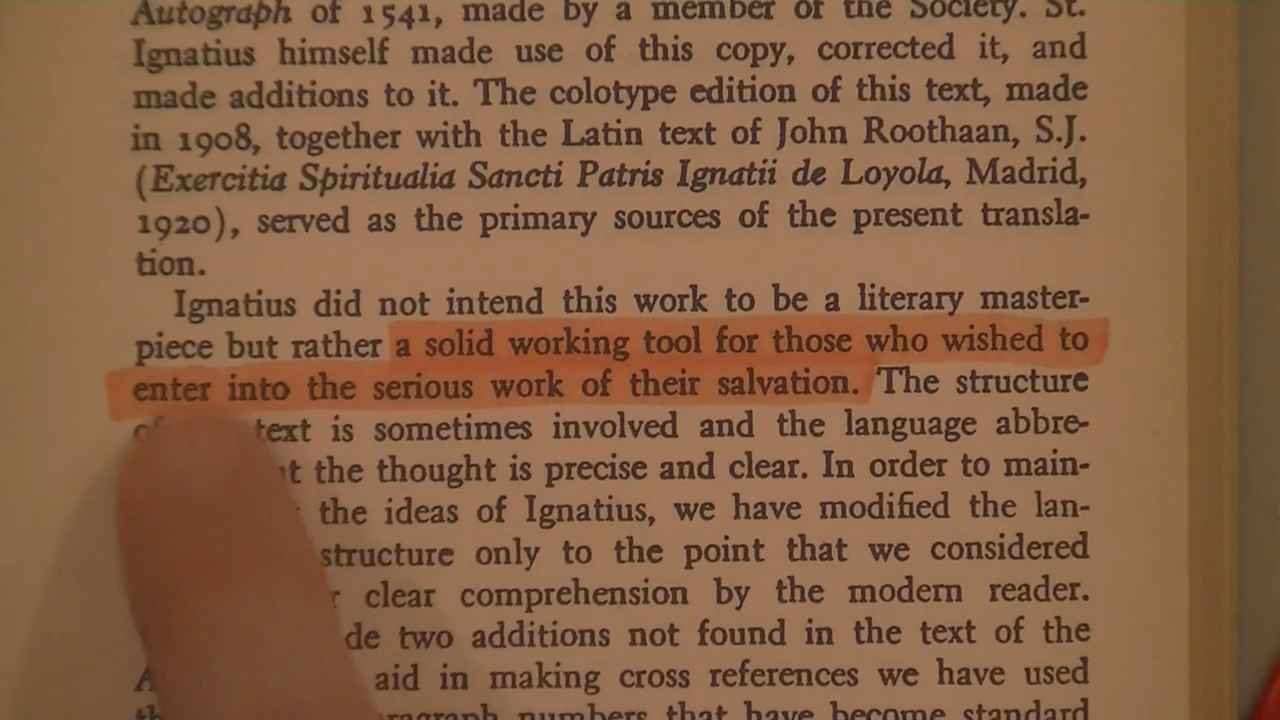 Autograph of 1541, made by a member of the Society. St.
Ignatius himself made use of this copy, corrected it, and
made additions to it. The colotype edition of this text, made
in 1908, together with the Latin text of John Roothaan, S.J.
(Exercitia Spiritualia Sancti Patris Ignatii de Loyola, Madrid,
1920), served as the primary sources of the present transla-
tion.
Ignatius did not intend this work to be a literary master-
piece but rather a solid working tool for those who wished to
enter into the serious work of their salvation. The structure
text is sometimes involved and the language abbre-
the thought is precise and clear. In order to main-
the ideas of Ignatius, we have modified the lan-
structure only to the point that we considered
clear comprehension by the modern reader.
two additions not found in the text of the
aid in making cross references we have used
numbers that have become standard